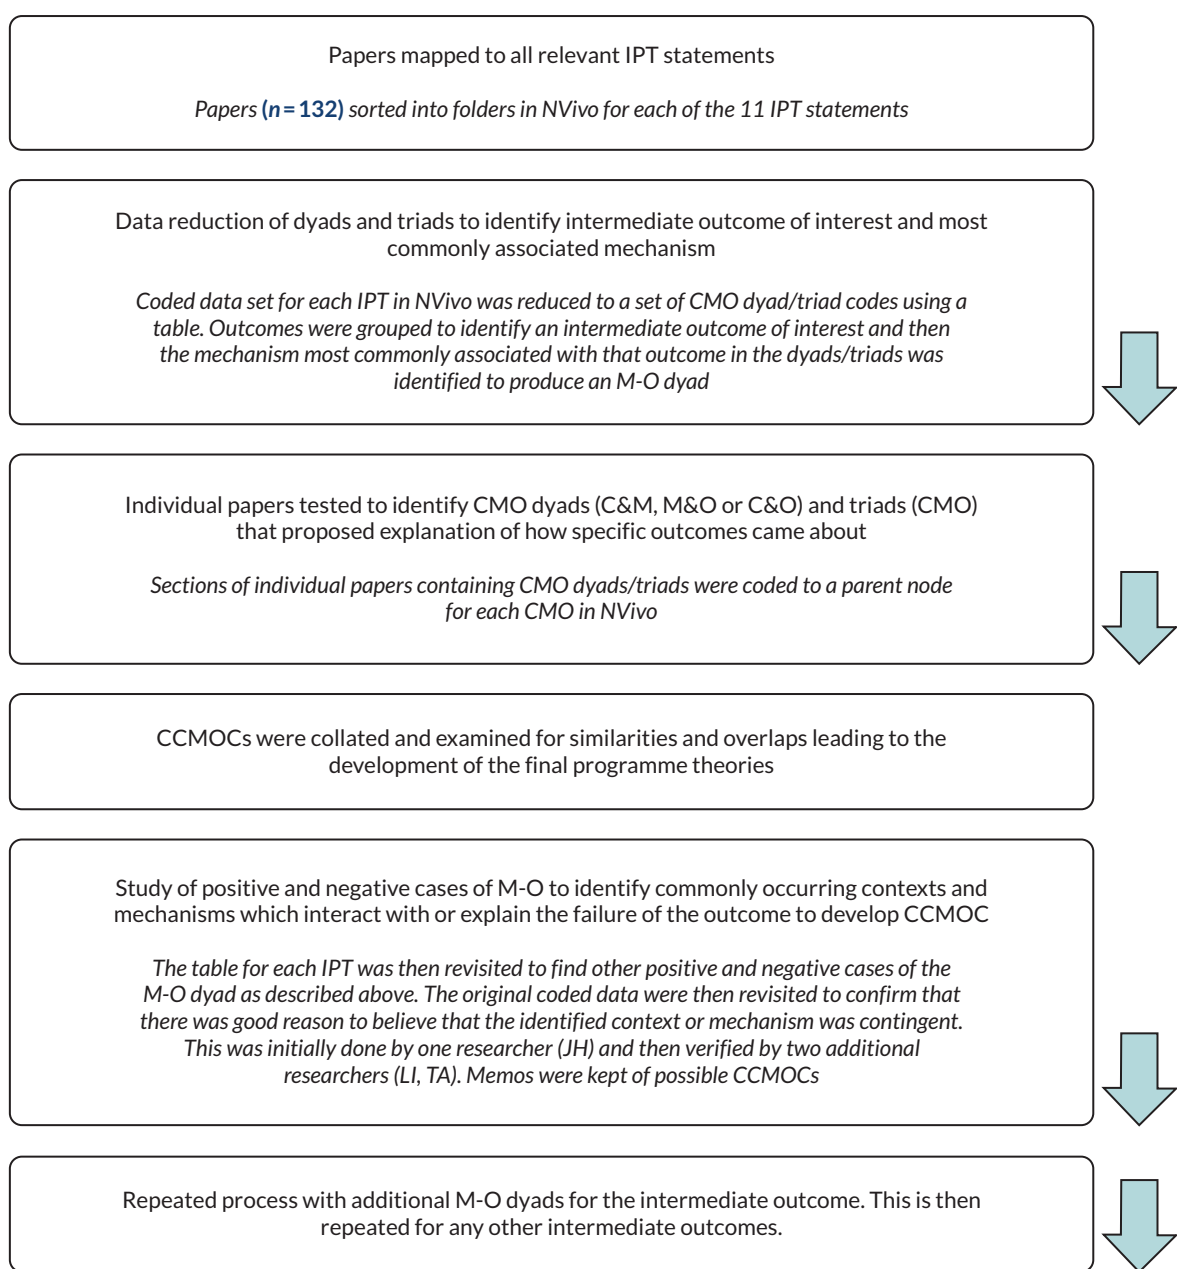 Papers mapped to all relevant IPT statements
Papers (n = 132) sorted into folders in NVivo for each of the 11 IPT statements
Data reduction of dyads and triads to identify intermediate outcome of interest and most
commonly associated mechanism
Coded data set for each IPT in NVivo was reduced to a set of CMO dyad/triad codes using a
table. Outcomes were grouped to identify an intermediate outcome of interest and then
the mechanism most commonly associated with that outcome in the dyads/triads was
identified to produce an M-O dyad
Individual papers tested to identify CMO dyads (C&M, M&O or C&O) and triads (CMO)
that proposed explanation of how specific outcomes came about
Sections of individual papers containing CMO dyads/triads were coded to a parent node
for each CMO in NVivo
CCMOCs were collated and examined for similarities and overlaps leading to the
development of the final programme theories
Study of positive and negative cases of M-O to identify commonly occurring contexts and
mechanisms which interact with or explain the failure of the outcome to develop CCMOC
The table for each IPT was then revisited to find other positive and negative cases of the
M-O dyad as described above. The original coded data were then revisited to confirm that
there was good reason to believe that the identified context or mechanism was contingent.
This was initially done by one researcher (JH) and then verified by two additional
researchers (LI, TA). Memos were kept of possible CCMOCs
Repeated process with additional M-O dyads for the intermediate outcome. This is then
repeated for any other intermediate outcomes.